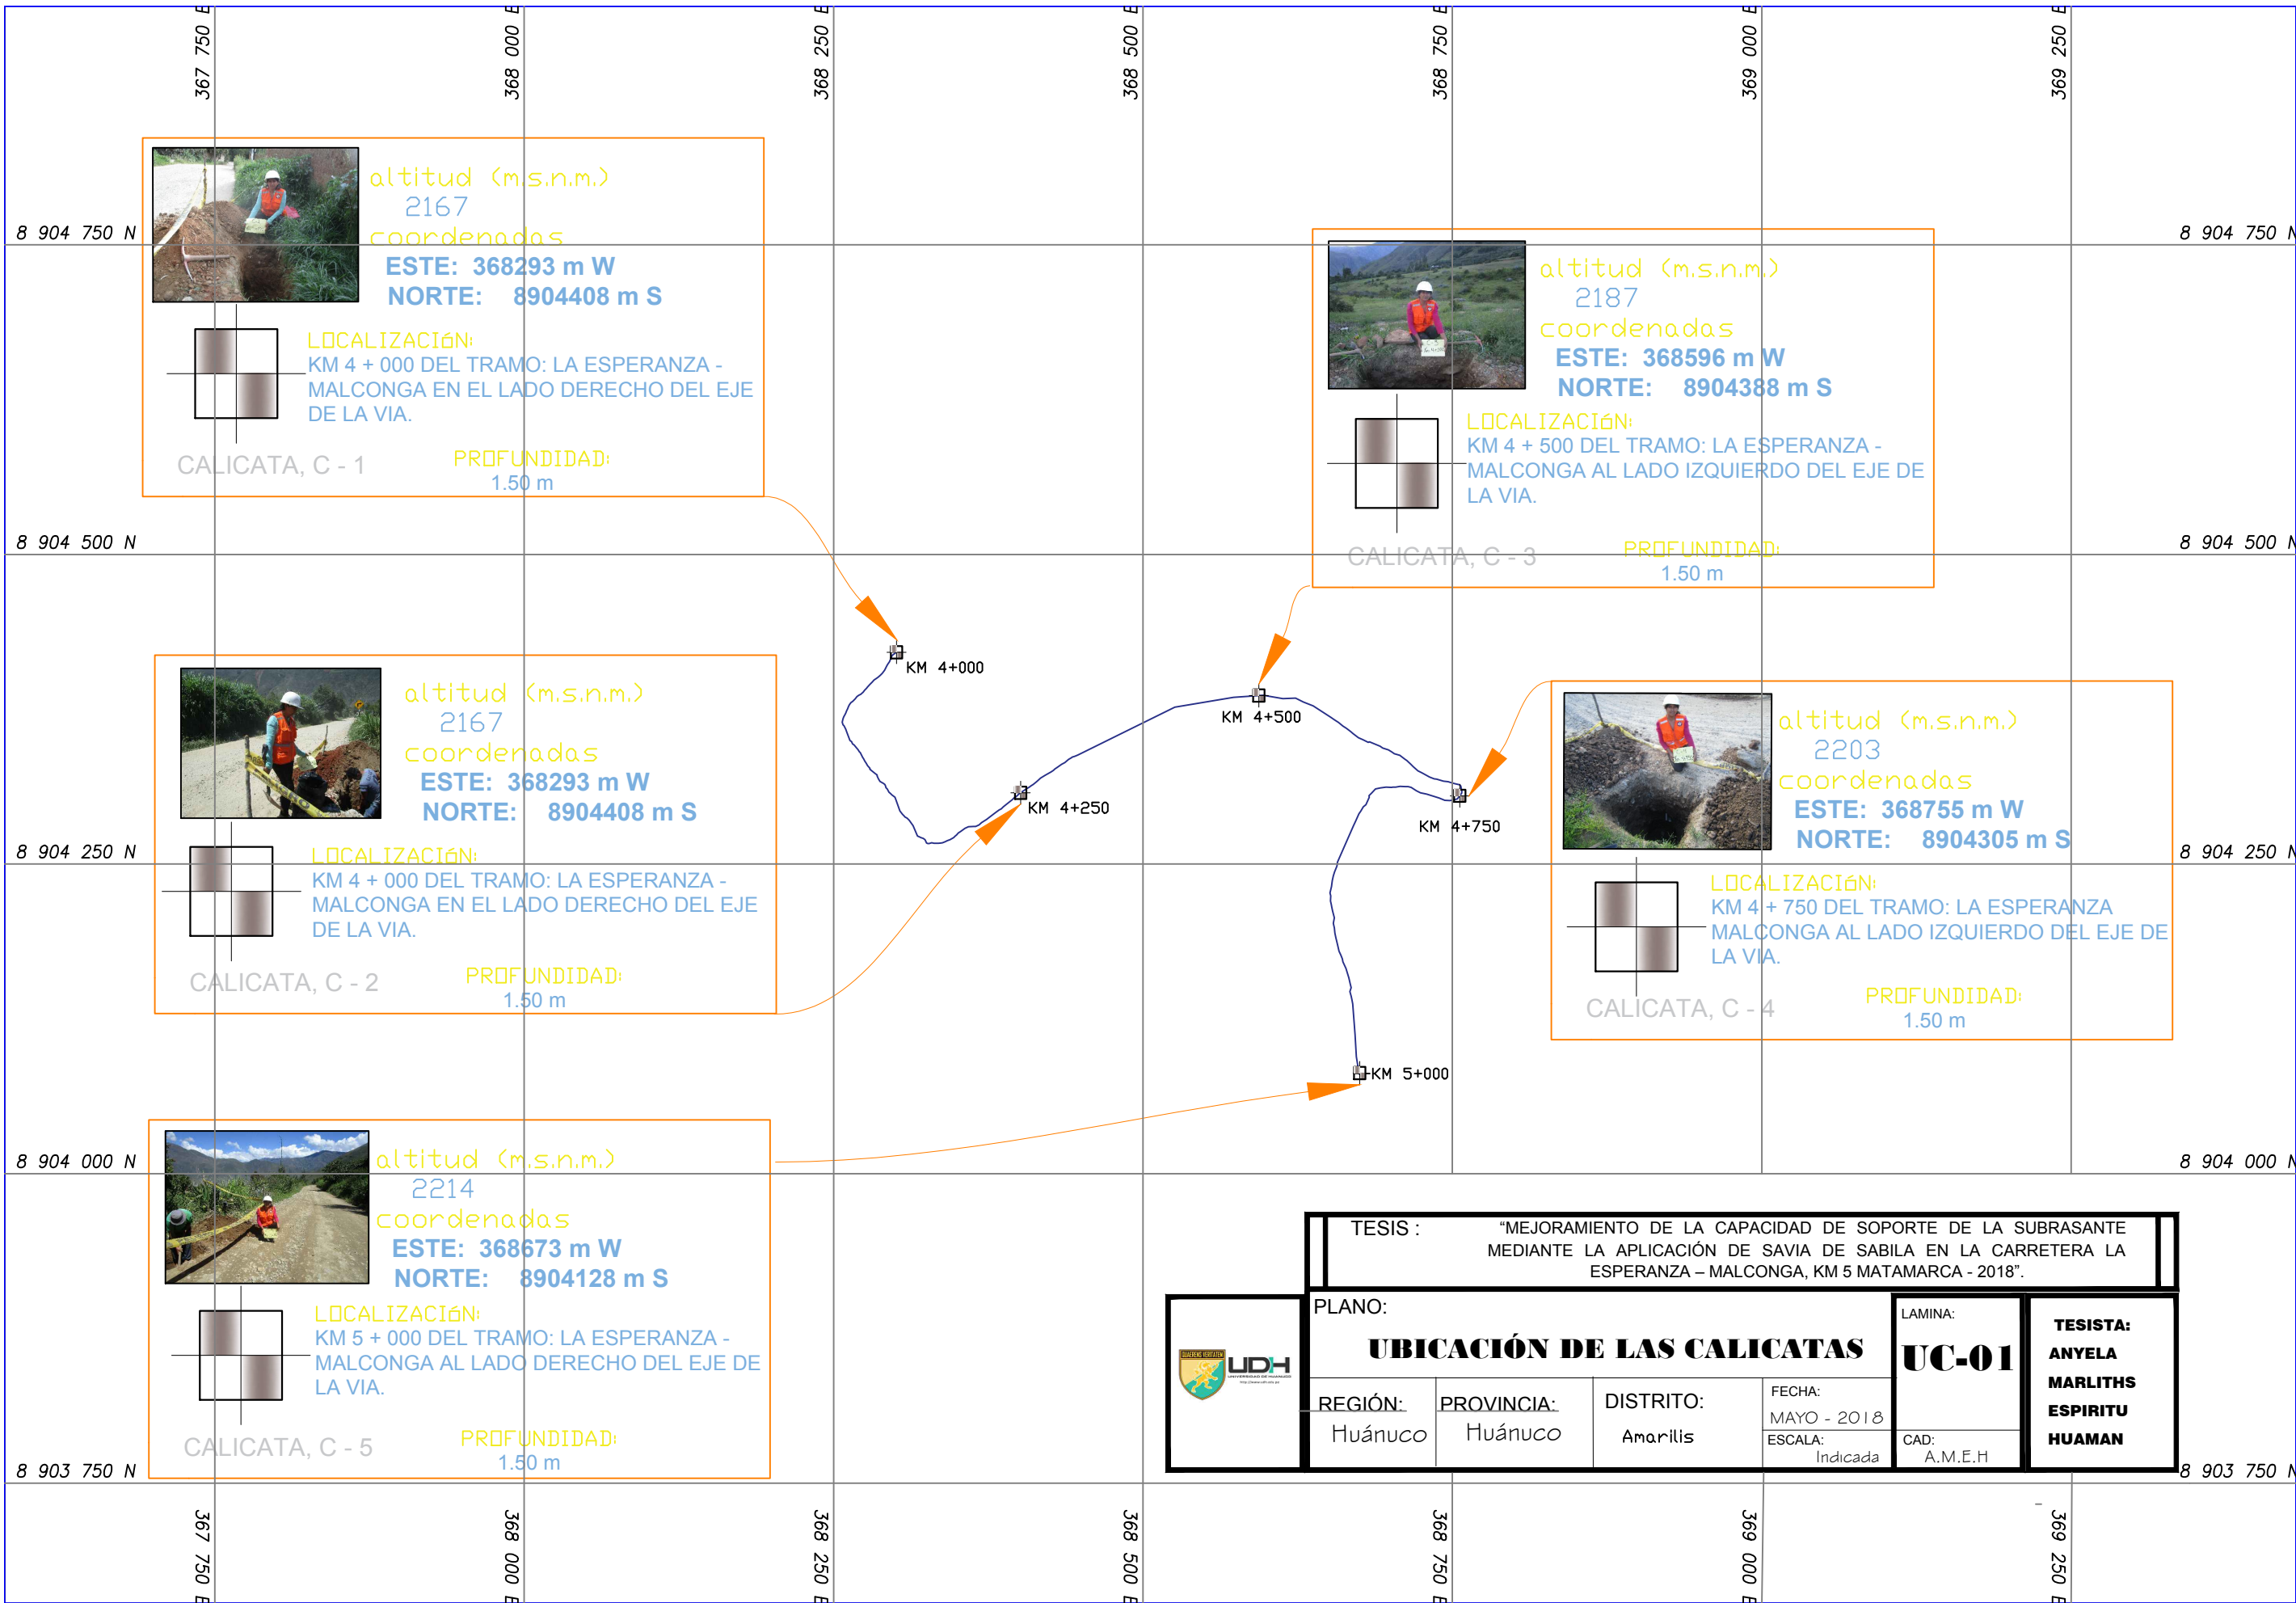 367 750 E
368 000 E
368 250 E
368 500 E
368 750 E
369 000 E
369 250 E
8 904 750 N
8 904 750 N
8 904 500 N
8 904 500 N
8 904 250 N
8 904 250 N
8 904 000 N
8 904 000 N
8 903 750 N
8 903 750 N
altitud (m.s.n.m.)
2167
coordenadas
ESTE: 368293 m W
NORTE: 8904408 m S
LOCALIZACIóN:
KM 4 + 000 DEL TRAMO: LA ESPERANZA -
MALCONGA EN EL LADO DERECHO DEL EJE
DE LA VIA.
CALICATA, C - 1
PROFUNDIDAD:
1.50 m
altitud (m.s.n.m.)
2187
coordenadas
ESTE: 368596 m W
NORTE: 8904388 m S
LOCALIZACIóN:
KM 4 + 500 DEL TRAMO: LA ESPERANZA -
MALCONGA AL LADO IZQUIERDO DEL EJE DE
LA VIA.
CALICATA, C - 3
PROFUNDIDAD:
1.50 m
altitud (m.s.n.m.)
2167
coordenadas
ESTE: 368293 m W
NORTE: 8904408 m S
LOCALIZACIóN:
KM 4 + 000 DEL TRAMO: LA ESPERANZA -
MALCONGA EN EL LADO DERECHO DEL EJE
DE LA VIA.
CALICATA, C - 2
PROFUNDIDAD:
1.50 m
KM 4+000
KM 4+250
KM 4+500
KM 4+750
KM 5+000
altitud (m.s.n.m.)
2203
coordenadas
ESTE: 368755 m W
NORTE: 8904305 m S
LOCALIZACIóN:
KM 4 + 750 DEL TRAMO: LA ESPERANZA
MALCONGA AL LADO IZQUIERDO DEL EJE DE
LA VIA.
CALICATA, C - 4
PROFUNDIDAD:
1.50 m
altitud (m.s.n.m.)
2214
coordenadas
ESTE: 368673 m W
NORTE: 8904128 m S
LOCALIZACIóN:
KM 5 + 000 DEL TRAMO: LA ESPERANZA -
MALCONGA AL LADO DERECHO DEL EJE DE
LA VIA.
CALICATA, C - 5
PROFUNDIDAD:
1.50 m
TESIS : “MEJORAMIENTO DE LA CAPACIDAD DE SOPORTE DE LA SUBRASANTE
MEDIANTE LA APLICACIÓN DE SAVIA DE SABILA EN LA CARRETERA LA
ESPERANZA – MALCONGA, KM 5 MATAMARCA - 2018”.
UDH
UNIVERSIDAD DE HUANUCO
PLANO:
UBICACIÓN DE LAS CALICATAS
REGIÓN:
Huánuco
PROVINCIA:
Huánuco
DISTRITO:
Amarilis
FECHA:
MAYO - 2018
ESCALA:
Indicada
LAMINA:
UC-01
CAD:
A.M.E.H
TESISTA:
ANYELA
MARLITHS
ESPIRITU
HUAMAN
367 750 E
368 000 E
368 250 E
368 500 E
368 750 E
369 000 E
369 250 E